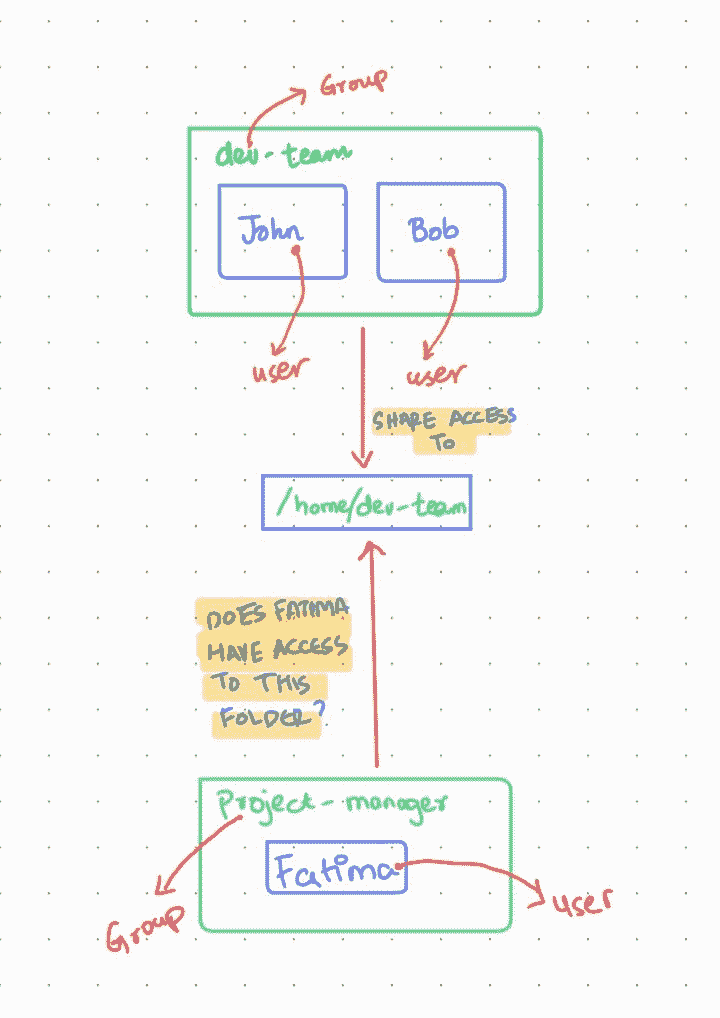 Group
dev-team
John
Bob
user
user
SHARE ACCESS
TO
/home/dev-team
DOES FATIMA
HAVE ACCESS
TO THIS
FOLDER?
Project-manager
Fatima
user
Group